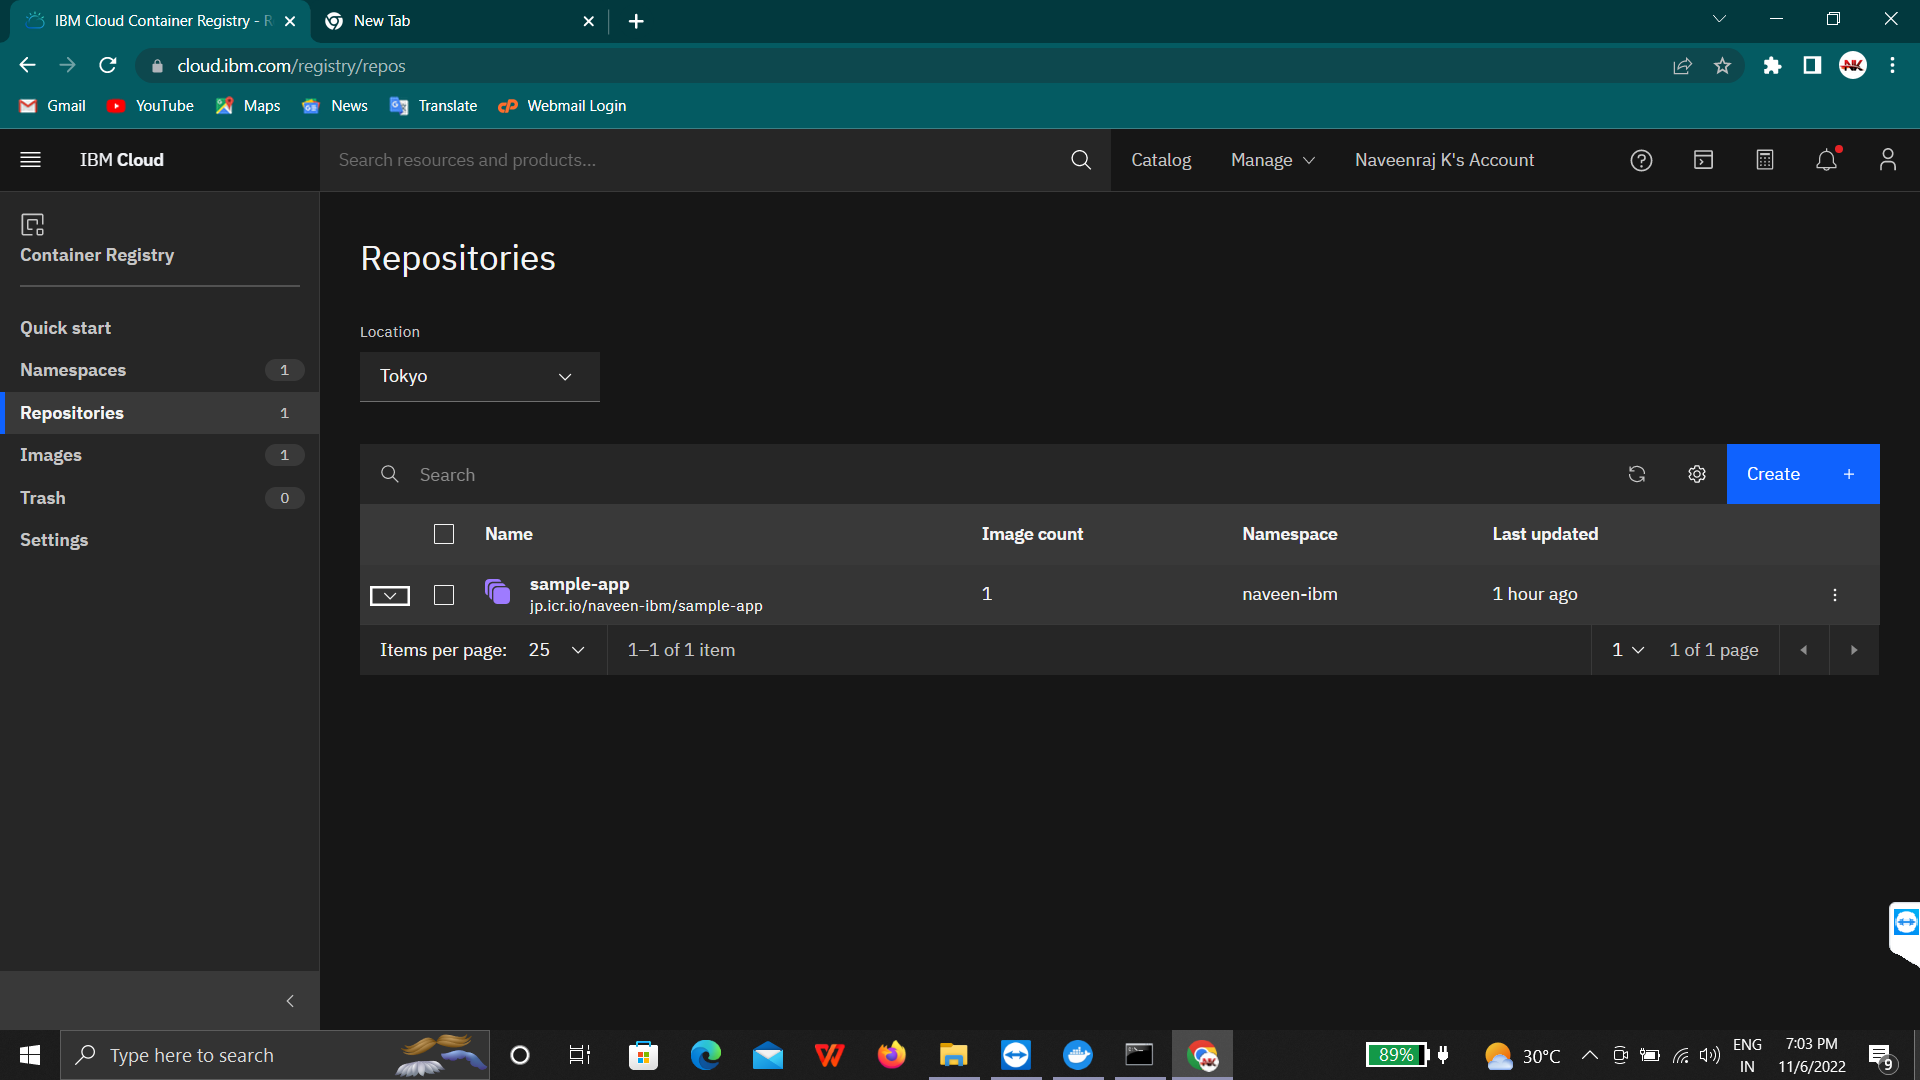 IBM Cloud Container Registry - R
New Tab
cloud.ibm.com/registry/repos
NK
Gmail
YouTube
Maps
News
Translate
Webmail Login
IBM Cloud
Search resources and products...
Catalog
Manage
Naveenraj K's Account
Container Registry
Quick start
Namespaces 1
Repositories 1
Images 1
Trash 0
Settings
Repositories
Location
Tokyo
Search
Create +
Name
Image count
Namespace
Last updated
sample-app
jp.icr.io/naveen-ibm/sample-app
1
naveen-ibm
1 hour ago
Items per page: 25
1–1 of 1 item
1
1 of 1 page
Type here to search
89%
30°C
ENG
IN
7:03 PM
11/6/2022
9